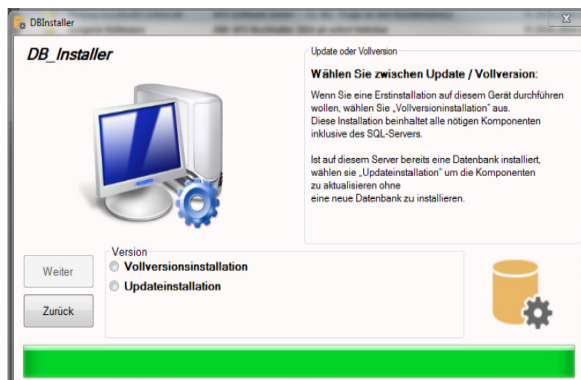 DBInstaller
DB_Installer
Update oder Vollversion
Wählen Sie zwischen Update / Vollversion:
Wenn Sie eine Erstinstallation auf diesem Gerät durchführen
wollen, wählen Sie „Vollversioninstallation" aus.
Diese Installation beinhaltet alle nötigen Komponenten
inklusive des SQL-Servers.
Ist auf diesem Server bereits eine Datenbank installiert,
wählen sie „Updateinstallation" um die Komponenten
zu aktualisieren ohne
eine neue Datenbank zu installieren.
Version
Vollversionsinstallation
Updateinstallation
Weiter
Zurück